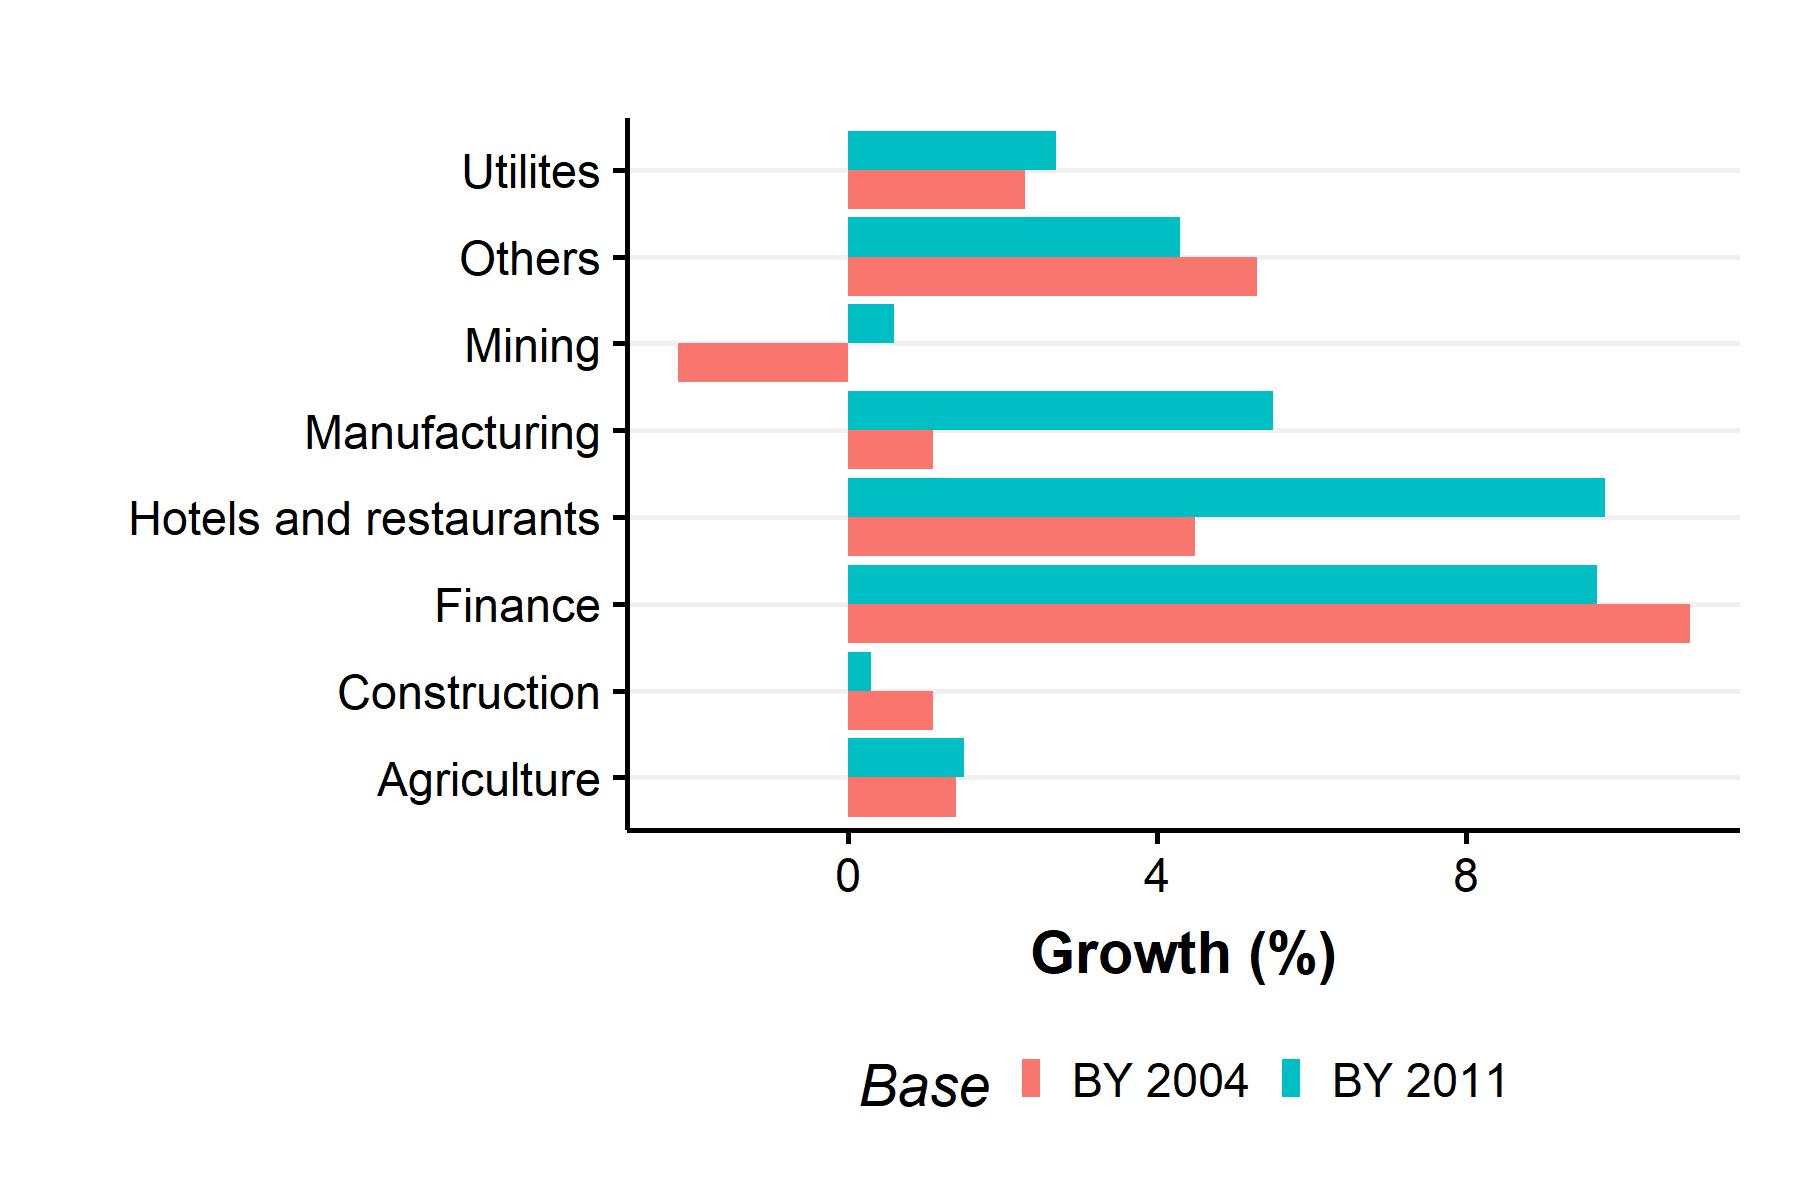 Utilites
Others
Mining
Manufacturing
Hotels and restaurants
Finance
Construction
Agriculture
0 4 8
Growth (%)
Base BY 2004 BY 2011